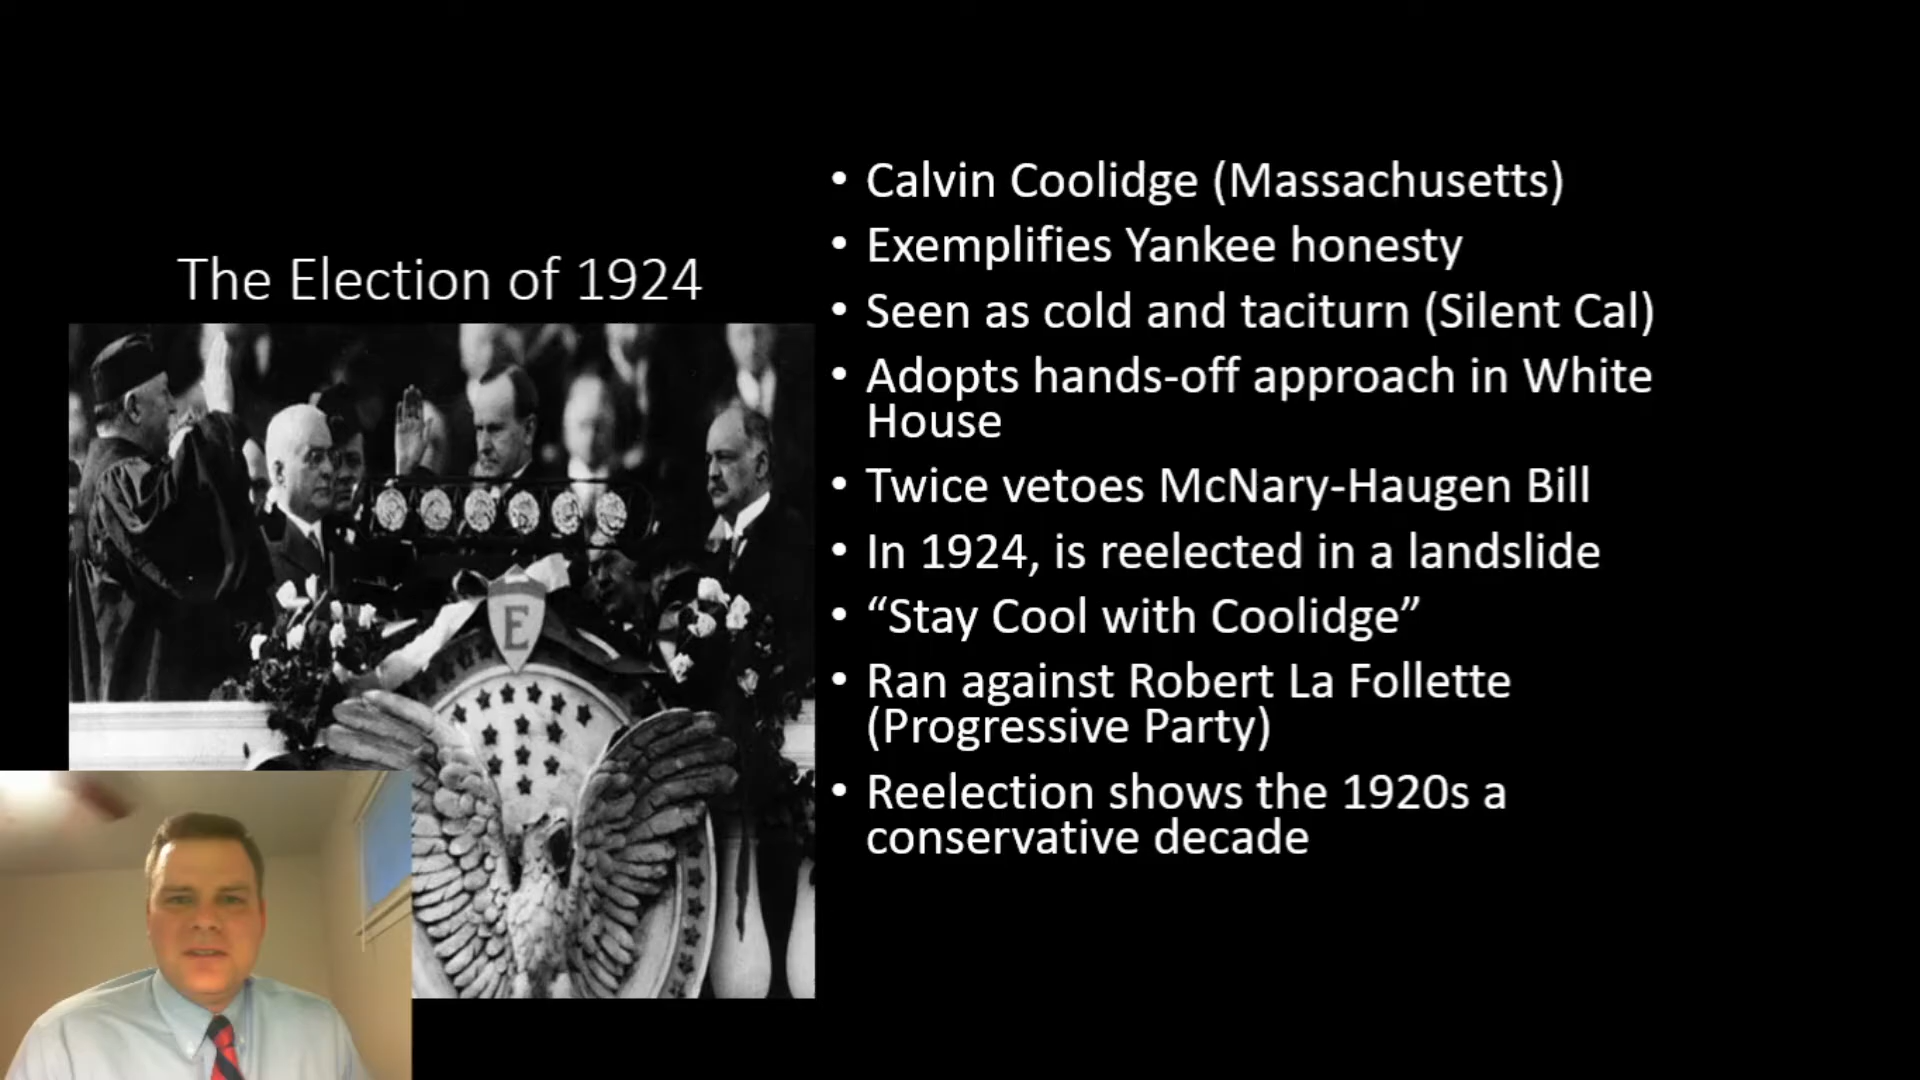 The Election of 1924
E
• Calvin Coolidge (Massachusetts)
• Exemplifies Yankee honesty
• Seen as cold and taciturn (Silent Cal)
• Adopts hands-off approach in White
House
• Twice vetoes McNary-Haugen Bill
• In 1924, is reelected in a landslide
• “Stay Cool with Coolidge”
• Ran against Robert La Follette
(Progressive Party)
• Reelection shows the 1920s a
conservative decade